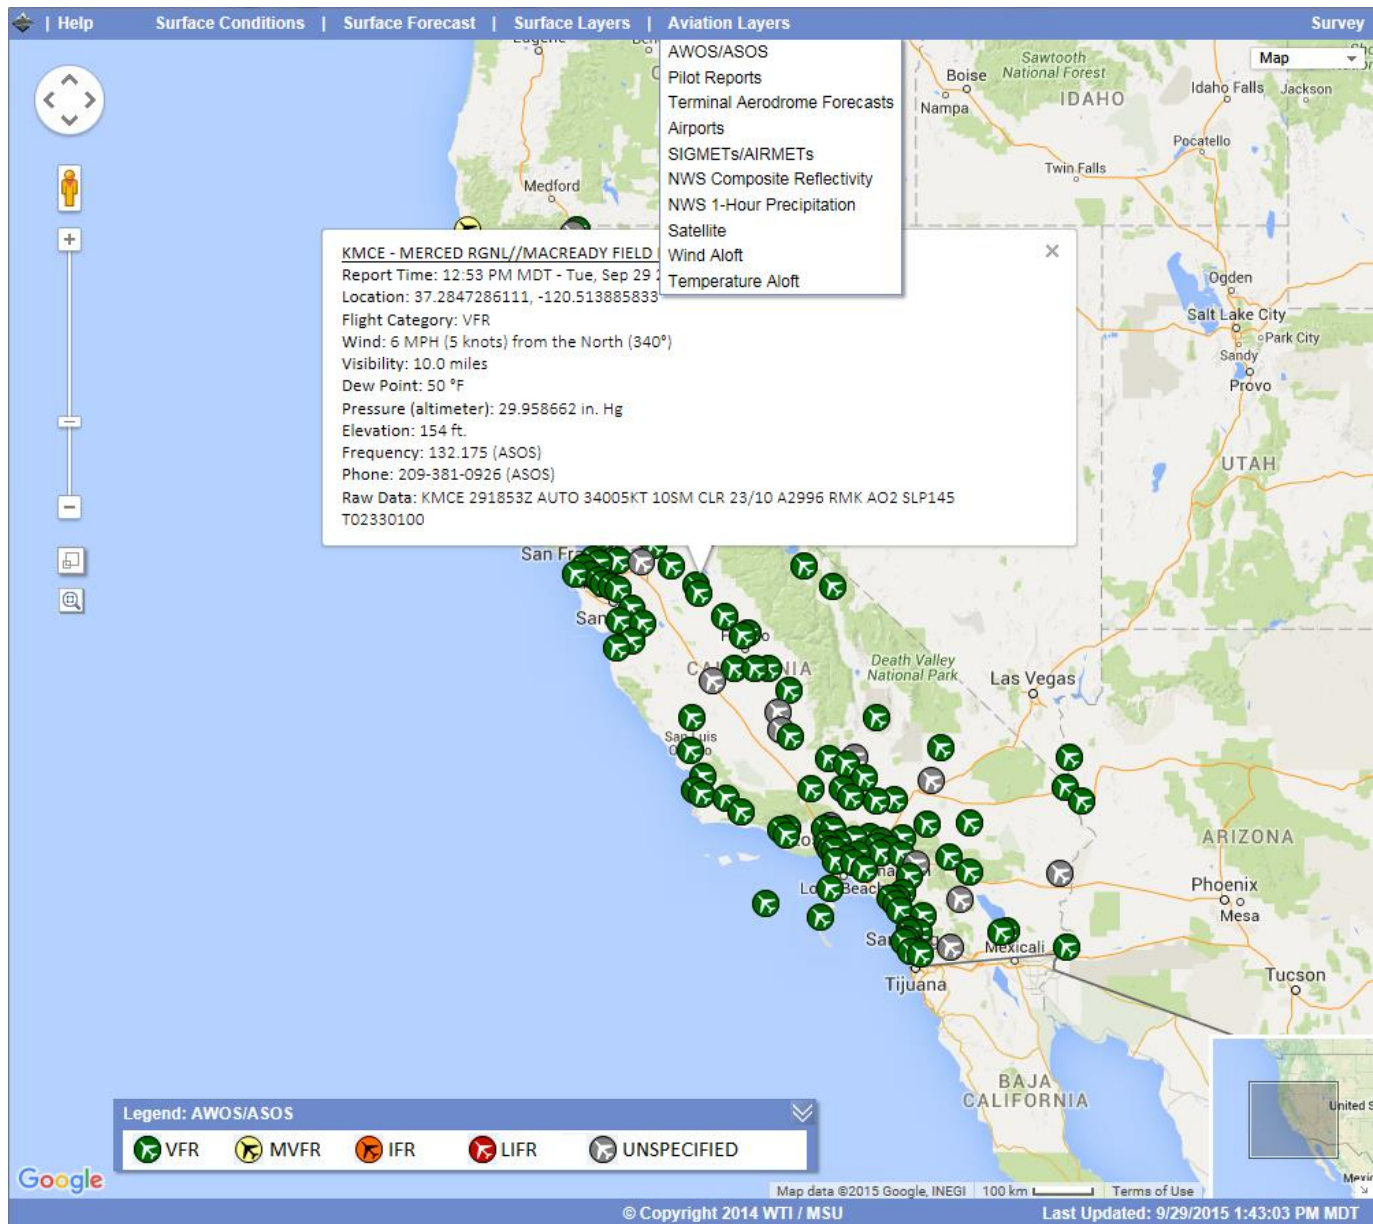 | Help Surface Conditions | Surface Forecast | Surface Layers | Aviation Layers Survey
AWOS/ASOS
Pilot Reports
Terminal Aerodrome Forecasts
Airports
SIGMETs/AIRMETs
NWS Composite Reflectivity
NWS 1-Hour Precipitation
Satellite
Wind Aloft
Temperature Aloft
Map
Sawtooth
National Forest
Boise
Nampa
IDAHO
Idaho Falls
Jackson
Pocatello
Twin Falls
Medford
KMCE - MERCED RGNL//MACREADY FIELD
Report Time: 12:53 PM MDT - Tue, Sep 29
Location: 37.2847286111, -120.513885833
Flight Category: VFR
Wind: 6 MPH (5 knots) from the North (340°)
Visibility: 10.0 miles
Dew Point: 50 °F
Pressure (altimeter): 29.958662 in. Hg
Elevation: 154 ft.
Frequency: 132.175 (ASOS)
Phone: 209-381-0926 (ASOS)
Raw Data: KMCE 291853Z AUTO 34005KT 10SM CLR 23/10 A2996 RMK AO2 SLP145
T02330100
Ogden
Salt Lake City
Park City
Sandy
Provo
UTAH
San Fra
San
Death Valley
National Park
Las Vegas
San Luis
ARIZONA
Phoenix
Mesa
Beach
Mexicali
Tijuana
Tucson
BAJA
CALIFORNIA
United S
Legend: AWOS/ASOS
VFR MVFR IFR LIFR UNSPECIFIED
Google
Map data ©2015 Google, INEGI 100 km Terms of Use
© Copyright 2014 WTI / MSU Last Updated: 9/29/2015 1:43:03 PM MDT